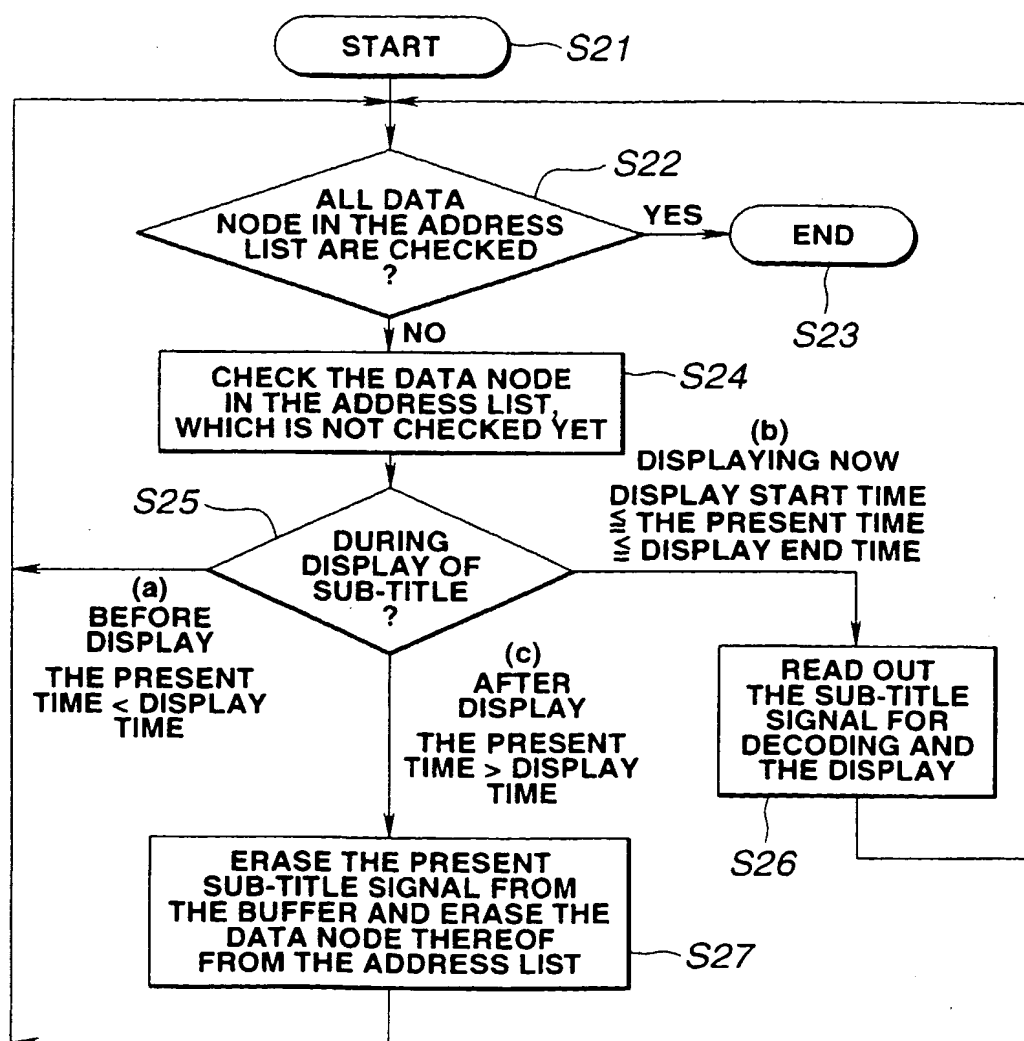 START
S21
S22
ALL DATA
NODE IN THE ADDRESS
LIST ARE CHECKED
?
YES
END
S23
NO
CHECK THE DATA NODE
IN THE ADDRESS LIST,
WHICH IS NOT CHECKED YET
S24
(b)
DISPLAYING NOW
DISPLAY START TIME
≦ THE PRESENT TIME
≦ DISPLAY END TIME
S25
DURING
DISPLAY OF
SUB-TITLE
?
(a)
BEFORE
DISPLAY
THE PRESENT
TIME < DISPLAY
TIME
(c)
AFTER
DISPLAY
THE PRESENT
TIME > DISPLAY
TIME
READ OUT
THE SUB-TITLE
SIGNAL FOR
DECODING AND
THE DISPLAY
S26
ERASE THE PRESENT
SUB-TITLE SIGNAL FROM
THE BUFFER AND ERASE THE
DATA NODE THEREOF
FROM THE ADDRESS LIST
S27